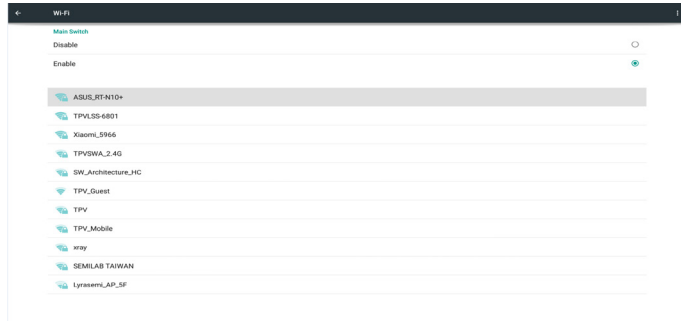 Wi-Fi
Main Switch
Disable
Enable
ASUS_RT-N10+
TPVLSS-6801
Xiaomi_5966
TPVSWA_2.4G
SW_Architecture_HC
TPV_Guest
TPV
TPV_Mobile
xray
SEMILAB TAIWAN
Lyrasemi_AP_5F